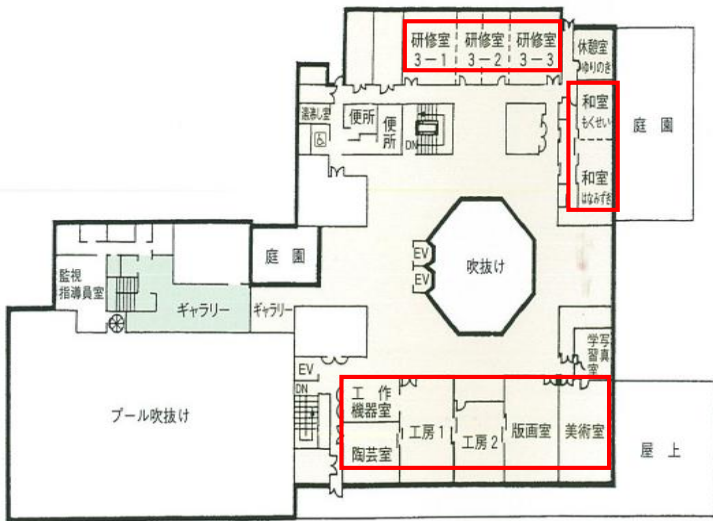 研修室
3-1
研修室
3-2
研修室
3-3
休憩室
ゆりのき
和室
もくせい
庭 園
湯沸し室
便所
便所
DN
和室
はなみずき
庭 園
EV
EV
吹抜け
監視
指導員室
ギャラリー
ギャラリー
写真
学習室
EV
DN
工 作
機器室
工房1
工房2
版画室
美術室
陶芸室
プール吹抜け
屋 上